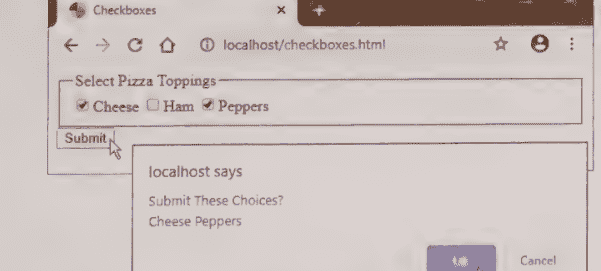 Checkboxes
localhost/checkboxes.html
Select Pizza Toppings
Cheese Ham Peppers
Submit
localhost says
Submit These Choices?
Cheese Peppers
Cancel